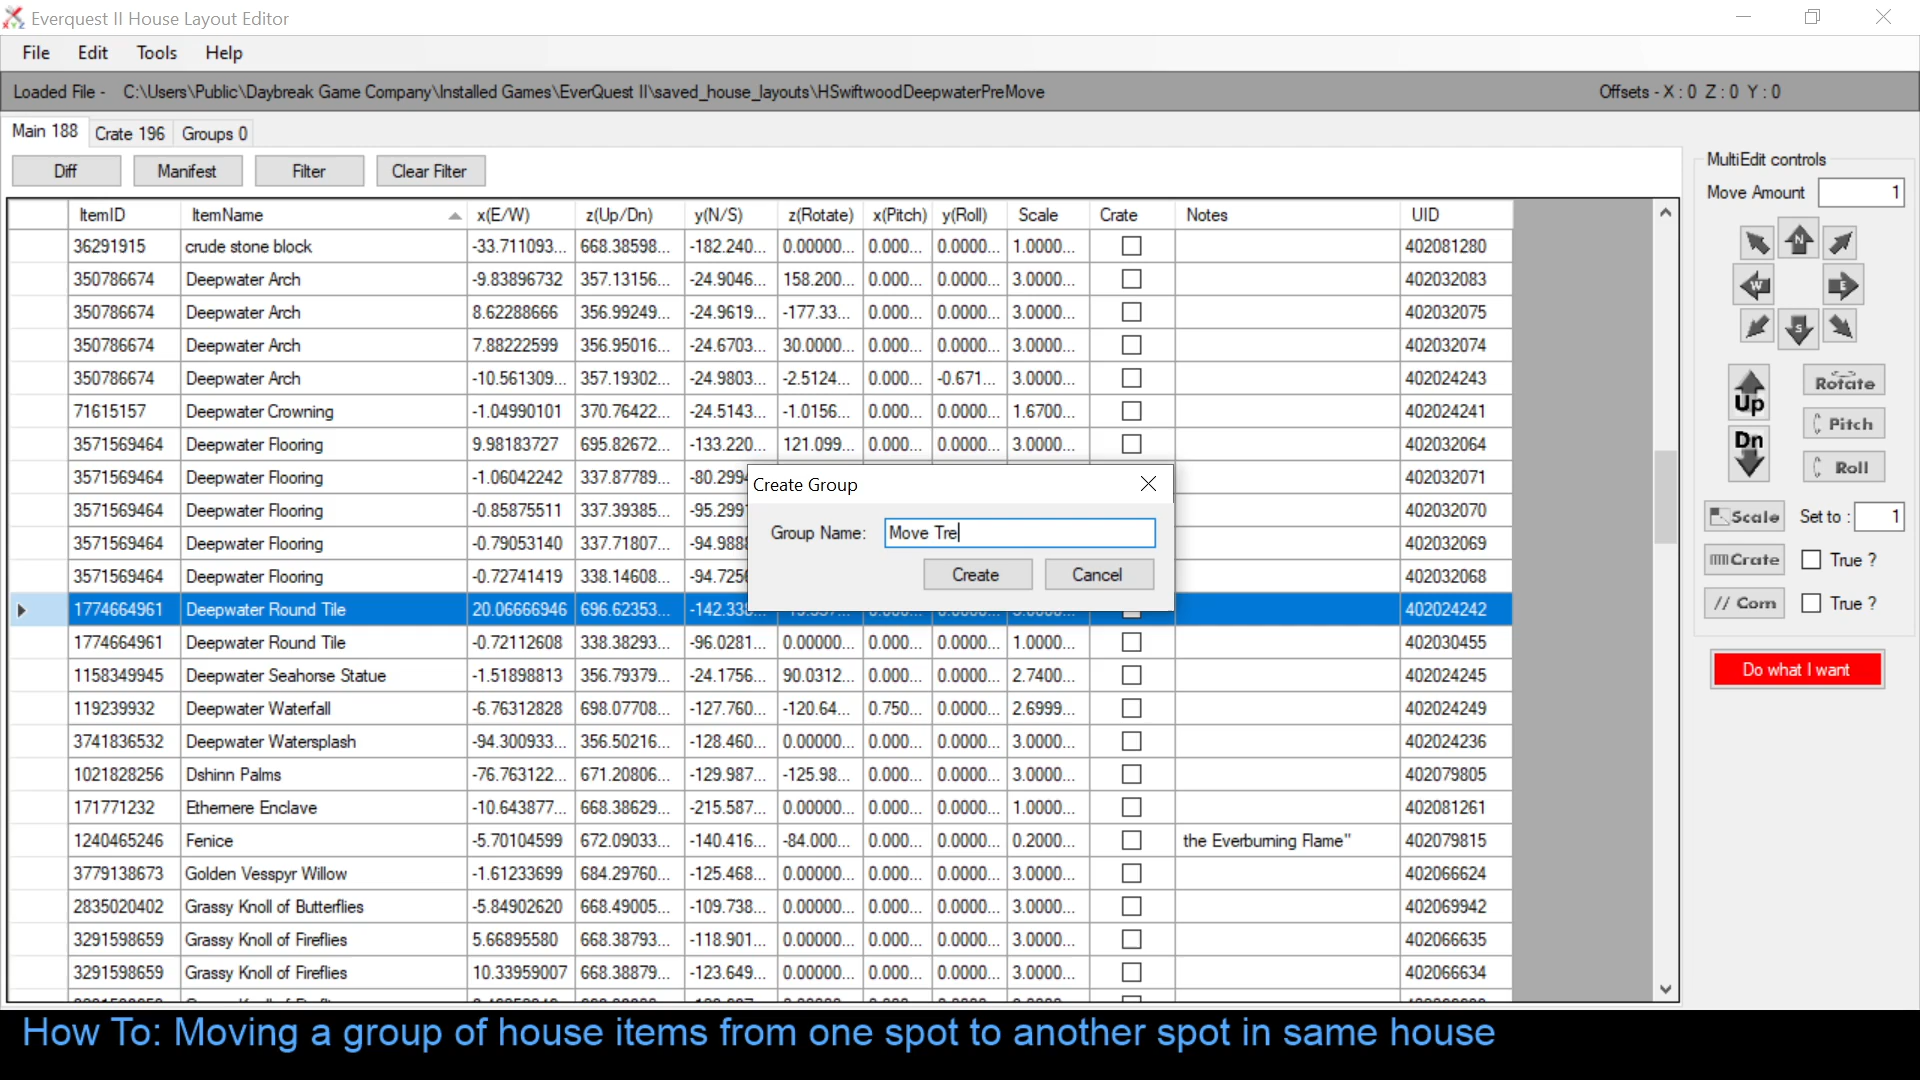 Everquest II House Layout Editor
File Edit Tools Help
Loaded File - C:\Users\Public\Daybreak Game Company\Installed Games\EverQuest II\saved_house_layouts\HSwiftwoodDeepwaterPreMove Offsets - X : 0 Z : 0 Y : 0
Main 188 Crate 196 Groups 0
Diff Manifest Filter Clear Filter
ItemID ItemName x(E/W) z(Up/Dn) y(N/S) z(Rotate) x(Pitch) y(Roll) Scale Crate Notes UID
36291915 crude stone block -33.711093... 668.38598... -182.240... 0.00000... 0.000... 0.0000... 1.0000... 402081280
350786674 Deepwater Arch -9.83896732 357.13156... -24.9046... 158.200... 0.000... 0.0000... 3.0000... 402032083
350786674 Deepwater Arch 8.62288666 356.99249... -24.9619... -177.33... 0.000... 0.0000... 3.0000... 402032075
350786674 Deepwater Arch 7.88222599 356.95016... -24.6703... 30.0000... 0.000... 0.0000... 3.0000... 402032074
350786674 Deepwater Arch -10.561309... 357.19302... -24.9803... -2.5124... 0.000... -0.671... 3.0000... 402024243
71615157 Deepwater Crowning -1.04990101 370.76422... -24.5143... -1.0156... 0.000... 0.0000... 1.6700... 402024241
3571569464 Deepwater Flooring 9.98183727 695.82672... -133.220... 121.099... 0.000... 0.0000... 3.0000... 402032064
3571569464 Deepwater Flooring -1.06042242 337.87789... -80.299 402032071
3571569464 Deepwater Flooring -0.85875511 337.39385... -95.299 402032070
3571569464 Deepwater Flooring -0.79053140 337.71807... -94.988 402032069
3571569464 Deepwater Flooring -0.72741419 338.14608... -94.725 402032068
1774664961 Deepwater Round Tile 20.06666946 696.62353... 402024242
1774664961 Deepwater Round Tile -0.72112608 338.38293... -96.0281... 0.00000... 0.000... 0.0000... 1.0000... 402030455
1158349945 Deepwater Seahorse Statue -1.51898813 356.79379... -24.1756... 90.0312... 0.000... 0.0000... 2.7400... 402024245
119239932 Deepwater Waterfall -6.76312828 698.07708... -127.760... -120.64... 0.750... 0.0000... 2.6999... 402024249
3741836532 Deepwater Watersplash -94.300933... 356.50216... -128.460... 0.00000... 0.000... 0.0000... 3.0000... 402024236
1021828256 Dshinn Palms -76.763122... 671.20806... -129.987... -125.98... 0.000... 0.0000... 3.0000... 402079805
171771232 Ethernere Enclave -10.643877... 668.38629... -215.587... 0.00000... 0.000... 0.0000... 1.0000... 402081261
1240465246 Fenice -5.70104599 672.09033... -140.416... -84.000... 0.000... 0.0000... 0.2000... the Everburning Flame" 402079815
3779138673 Golden Vesspyr Willow -1.61233699 684.29760... -125.468... 0.00000... 0.000... 0.0000... 3.0000... 402066624
2835020402 Grassy Knoll of Butterflies -5.84902620 668.49005... -109.738... 0.00000... 0.000... 0.0000... 3.0000... 402069942
3291598659 Grassy Knoll of Fireflies 5.66895580 668.38793... -118.901... 0.00000... 0.000... 0.0000... 3.0000... 402066635
3291598659 Grassy Knoll of Fireflies 10.33959007 668.38879... -123.649... 0.00000... 0.000... 0.0000... 3.0000... 402066634
Create Group
Group Name: Move Tre
Create Cancel
MultiEdit controls
Move Amount 1
N
W E
S
Up Rotate
Pitch
Dn Roll
Scale Set to : 1
Crate True ?
// Com True ?
Do what I want
How To: Moving a group of house items from one spot to another spot in same house